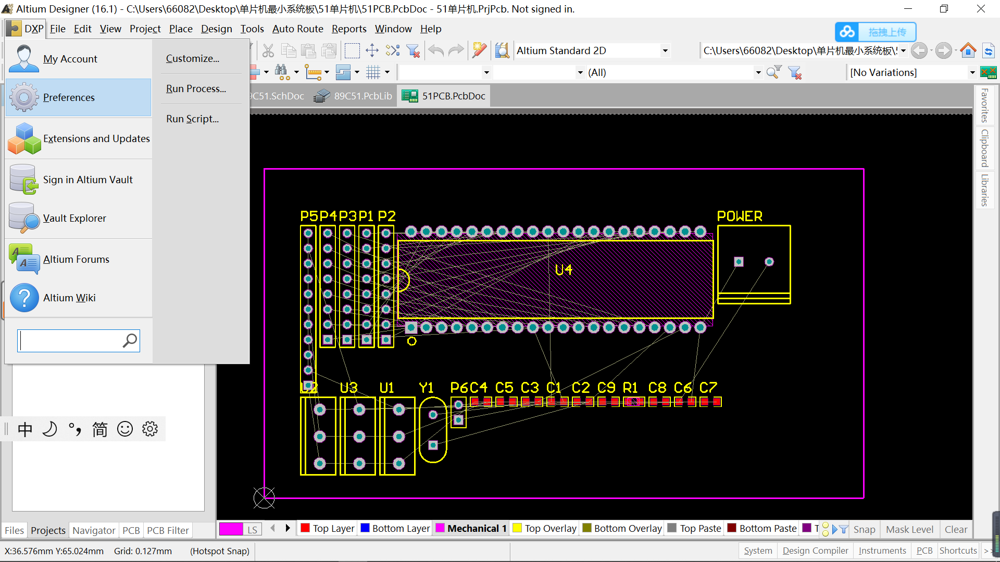 Altium Designer (16.1) - C:\Users\66082\Desktop\单片机最小系统板\51单片机\51PCB.PcbDoc - 51单片机.PrjPcb. Not signed in.
DXP File Edit View Project Place Design Tools Auto Route Reports Window Help
拖拽上传
My Account
Preferences
Extensions and Updates
Sign in Altium Vault
Vault Explorer
Altium Forums
Altium Wiki
Customize...
Run Process...
Run Script...
Altium Standard 2D
C:\Users\66082\Desktop\单片机最小系统板\
(All)
[No Variations]
9C51.SchDoc 89C51.PcbLib 51PCB.PcbDoc
Favorites
Clipboard
Libraries
P5 P4 P3 P1 P2
POWER
U4
U2 U3 U1 Y1 P6 C4 C5 C3 C1 C2 C9 R1 C8 C6 C7
中 °, 简
Files Projects Navigator PCB PCB Filter
LS Top Layer Bottom Layer Mechanical 1 Top Overlay Bottom Overlay Top Paste Bottom Paste T Snap Mask Level Clear
X:36.576mm Y:65.024mm Grid: 0.127mm (Hotspot Snap)
System Design Compiler Instruments PCB Shortcuts >>